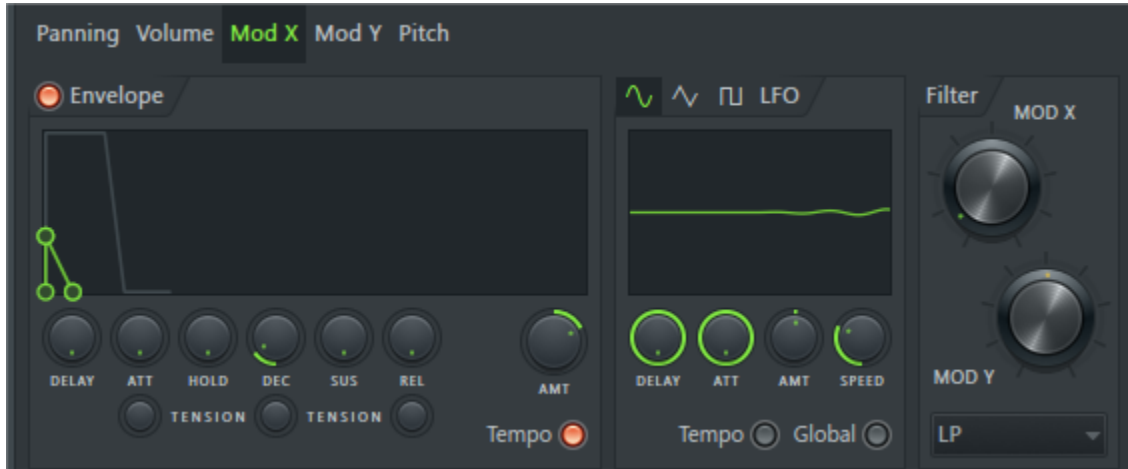 Panning Volume Mod X Mod Y Pitch
Envelope
DELAY ATT HOLD DEC SUS REL
AMT
TENSION TENSION
Tempo
LFO
DELAY ATT AMT SPEED
Tempo Global
Filter
MOD X
MOD Y
LP